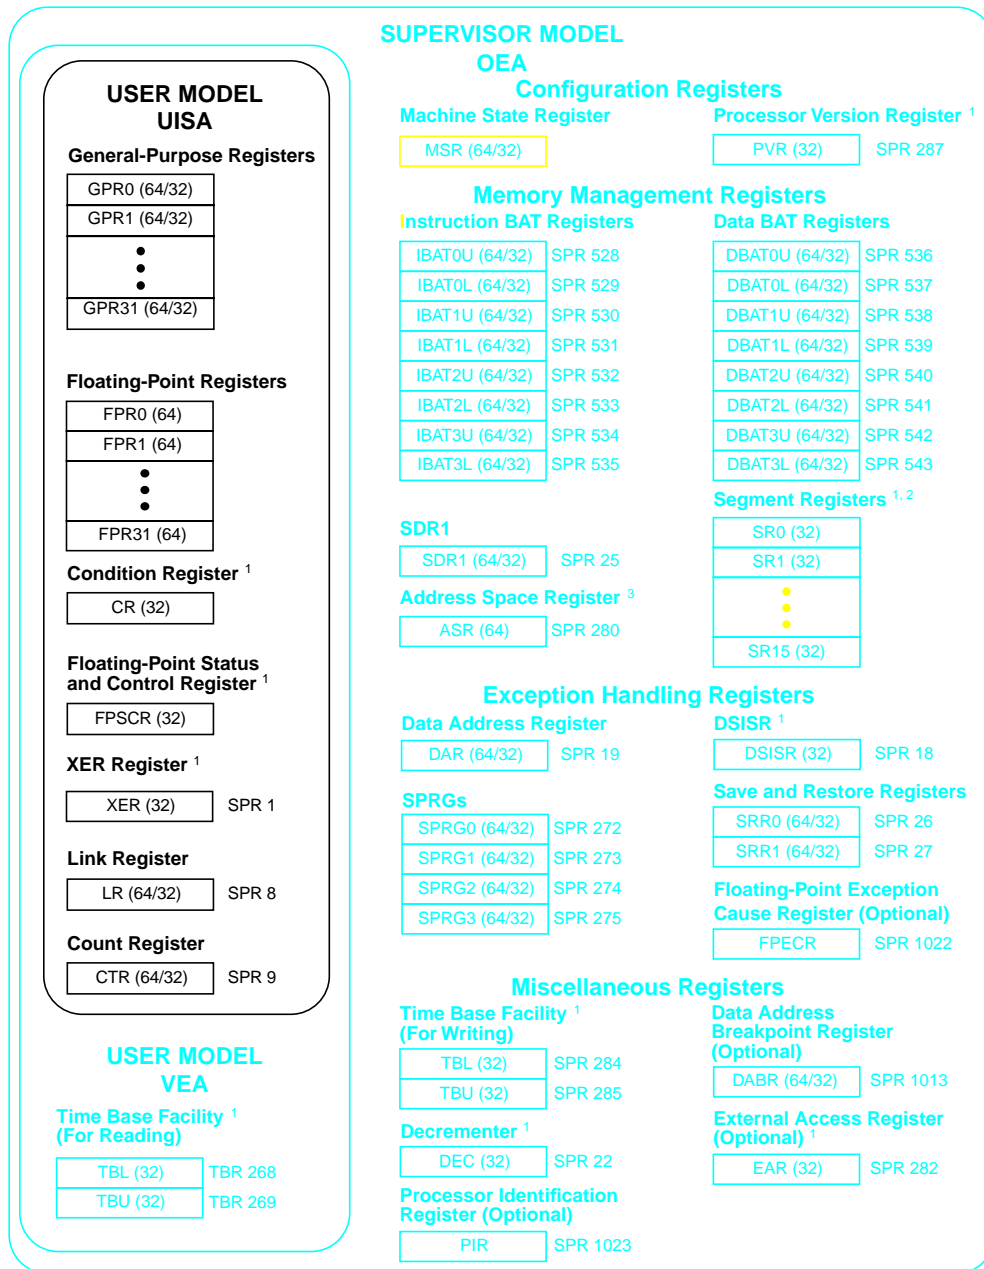 SUPERVISOR MODEL
OEA
USER MODEL
UISA
General-Purpose Registers
GPR0 (64/32)
GPR1 (64/32)
GPR31 (64/32)
Floating-Point Registers
FPR0 (64)
FPR1 (64)
FPR31 (64)
Condition Register 1
CR (32)
Floating-Point Status
and Control Register 1
FPSCR (32)
XER Register 1
XER (32) SPR 1
Link Register
LR (64/32) SPR 8
Count Register
CTR (64/32) SPR 9
USER MODEL
VEA
Time Base Facility 1
(For Reading)
TBL (32) TBR 268
TBU (32) TBR 269
Configuration Registers
Machine State Register
MSR (64/32)
Processor Version Register 1
PVR (32) SPR 287
Memory Management Registers
Instruction BAT Registers
IBAT0U (64/32) SPR 528
IBAT0L (64/32) SPR 529
IBAT1U (64/32) SPR 530
IBAT1L (64/32) SPR 531
IBAT2U (64/32) SPR 532
IBAT2L (64/32) SPR 533
IBAT3U (64/32) SPR 534
IBAT3L (64/32) SPR 535
Data BAT Registers
DBAT0U (64/32) SPR 536
DBAT0L (64/32) SPR 537
DBAT1U (64/32) SPR 538
DBAT1L (64/32) SPR 539
DBAT2U (64/32) SPR 540
DBAT2L (64/32) SPR 541
DBAT3U (64/32) SPR 542
DBAT3L (64/32) SPR 543
SDR1
SDR1 (64/32) SPR 25
Address Space Register 3
ASR (64) SPR 280
Segment Registers 1, 2
SR0 (32)
SR1 (32)
SR15 (32)
Exception Handling Registers
Data Address Register
DAR (64/32) SPR 19
SPRGs
SPRG0 (64/32) SPR 272
SPRG1 (64/32) SPR 273
SPRG2 (64/32) SPR 274
SPRG3 (64/32) SPR 275
DSISR 1
DSISR (32) SPR 18
Save and Restore Registers
SRR0 (64/32) SPR 26
SRR1 (64/32) SPR 27
Floating-Point Exception
Cause Register (Optional)
FPECR SPR 1022
Miscellaneous Registers
Time Base Facility 1
(For Writing)
TBL (32) SPR 284
TBU (32) SPR 285
Decrementer 1
DEC (32) SPR 22
Processor Identification
Register (Optional)
PIR SPR 1023
Data Address
Breakpoint Register
(Optional)
DABR (64/32) SPR 1013
External Access Register
(Optional) 1
EAR (32) SPR 282